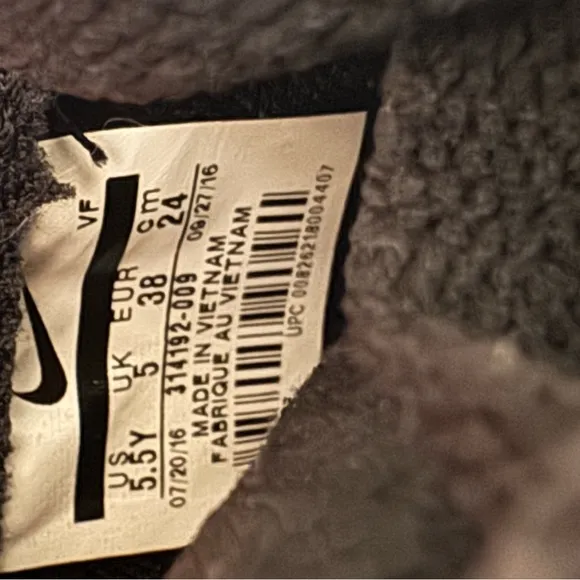 VF
US UK EUR cm
5.5Y 5 38 24
07/20/16 314192-009 09/27/16
MADE IN VIETNAM
FABRIQUE AU VIETNAM
UPC 00826218004407